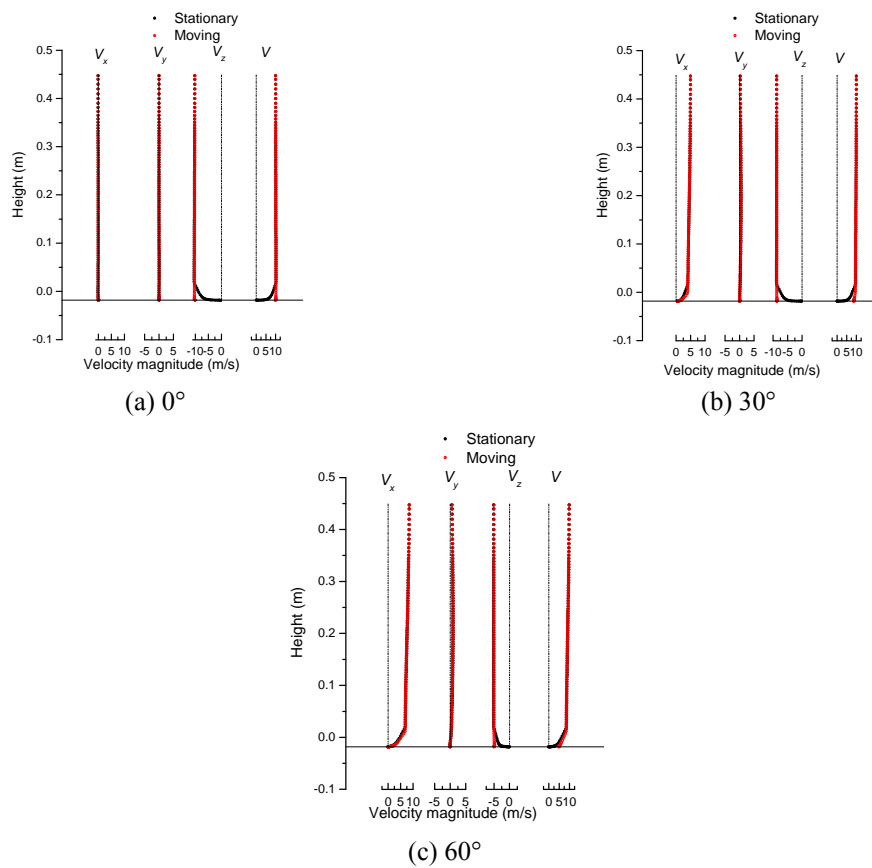 Stationary
Moving
Vx Vy Vz V
0.5
0.4
0.3
0.2
0.1
0.0
-0.1
Height (m)
0 5 10 -5 0 5 -10 -5 0 0 5 10
Velocity magnitude (m/s)
(a) 0°
Stationary
Moving
Vx Vy Vz V
0.5
0.4
0.3
0.2
0.1
0.0
-0.1
Height (m)
0 5 10 -5 0 5 -10 -5 0 0 5 10
Velocity magnitude (m/s)
(b) 30°
Stationary
Moving
Vx Vy Vz V
0.5
0.4
0.3
0.2
0.1
0.0
-0.1
Height (m)
0 5 10 -5 0 5 -5 0 0 5 10
Velocity magnitude (m/s)
(c) 60°